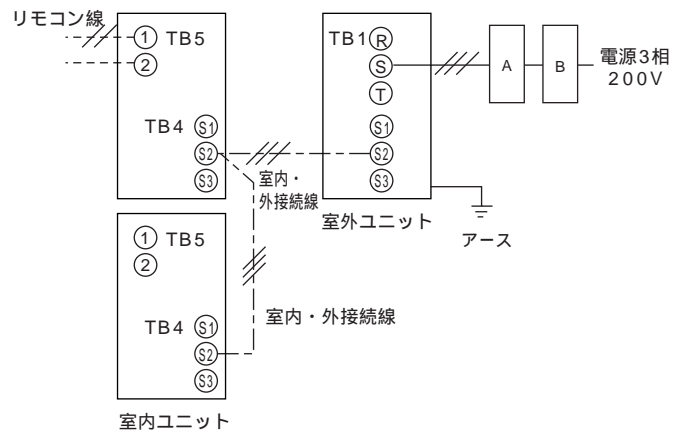 リモコン線
① TB5
②
TB4 S1
S2
S3
TB1 R
S
T
S1
S2
S3
A
B
電源3相
200V
室内・
外接続線
室外ユニット
アース
① TB5
②
TB4 S1
S2
S3
室内・外接続線
室内ユニット